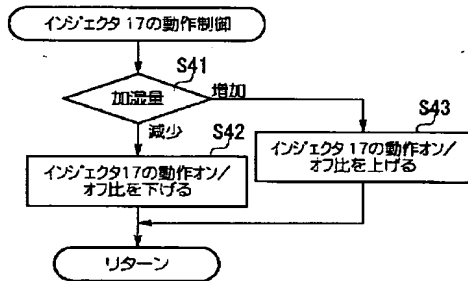 インジェクタ17の動作制御
S41
加湿量
増加
減少
S42
S43
インジェクタ17の動作オン/
オフ比を下げる
インジェクタ17の動作オン/
オフ比を上げる
リターン